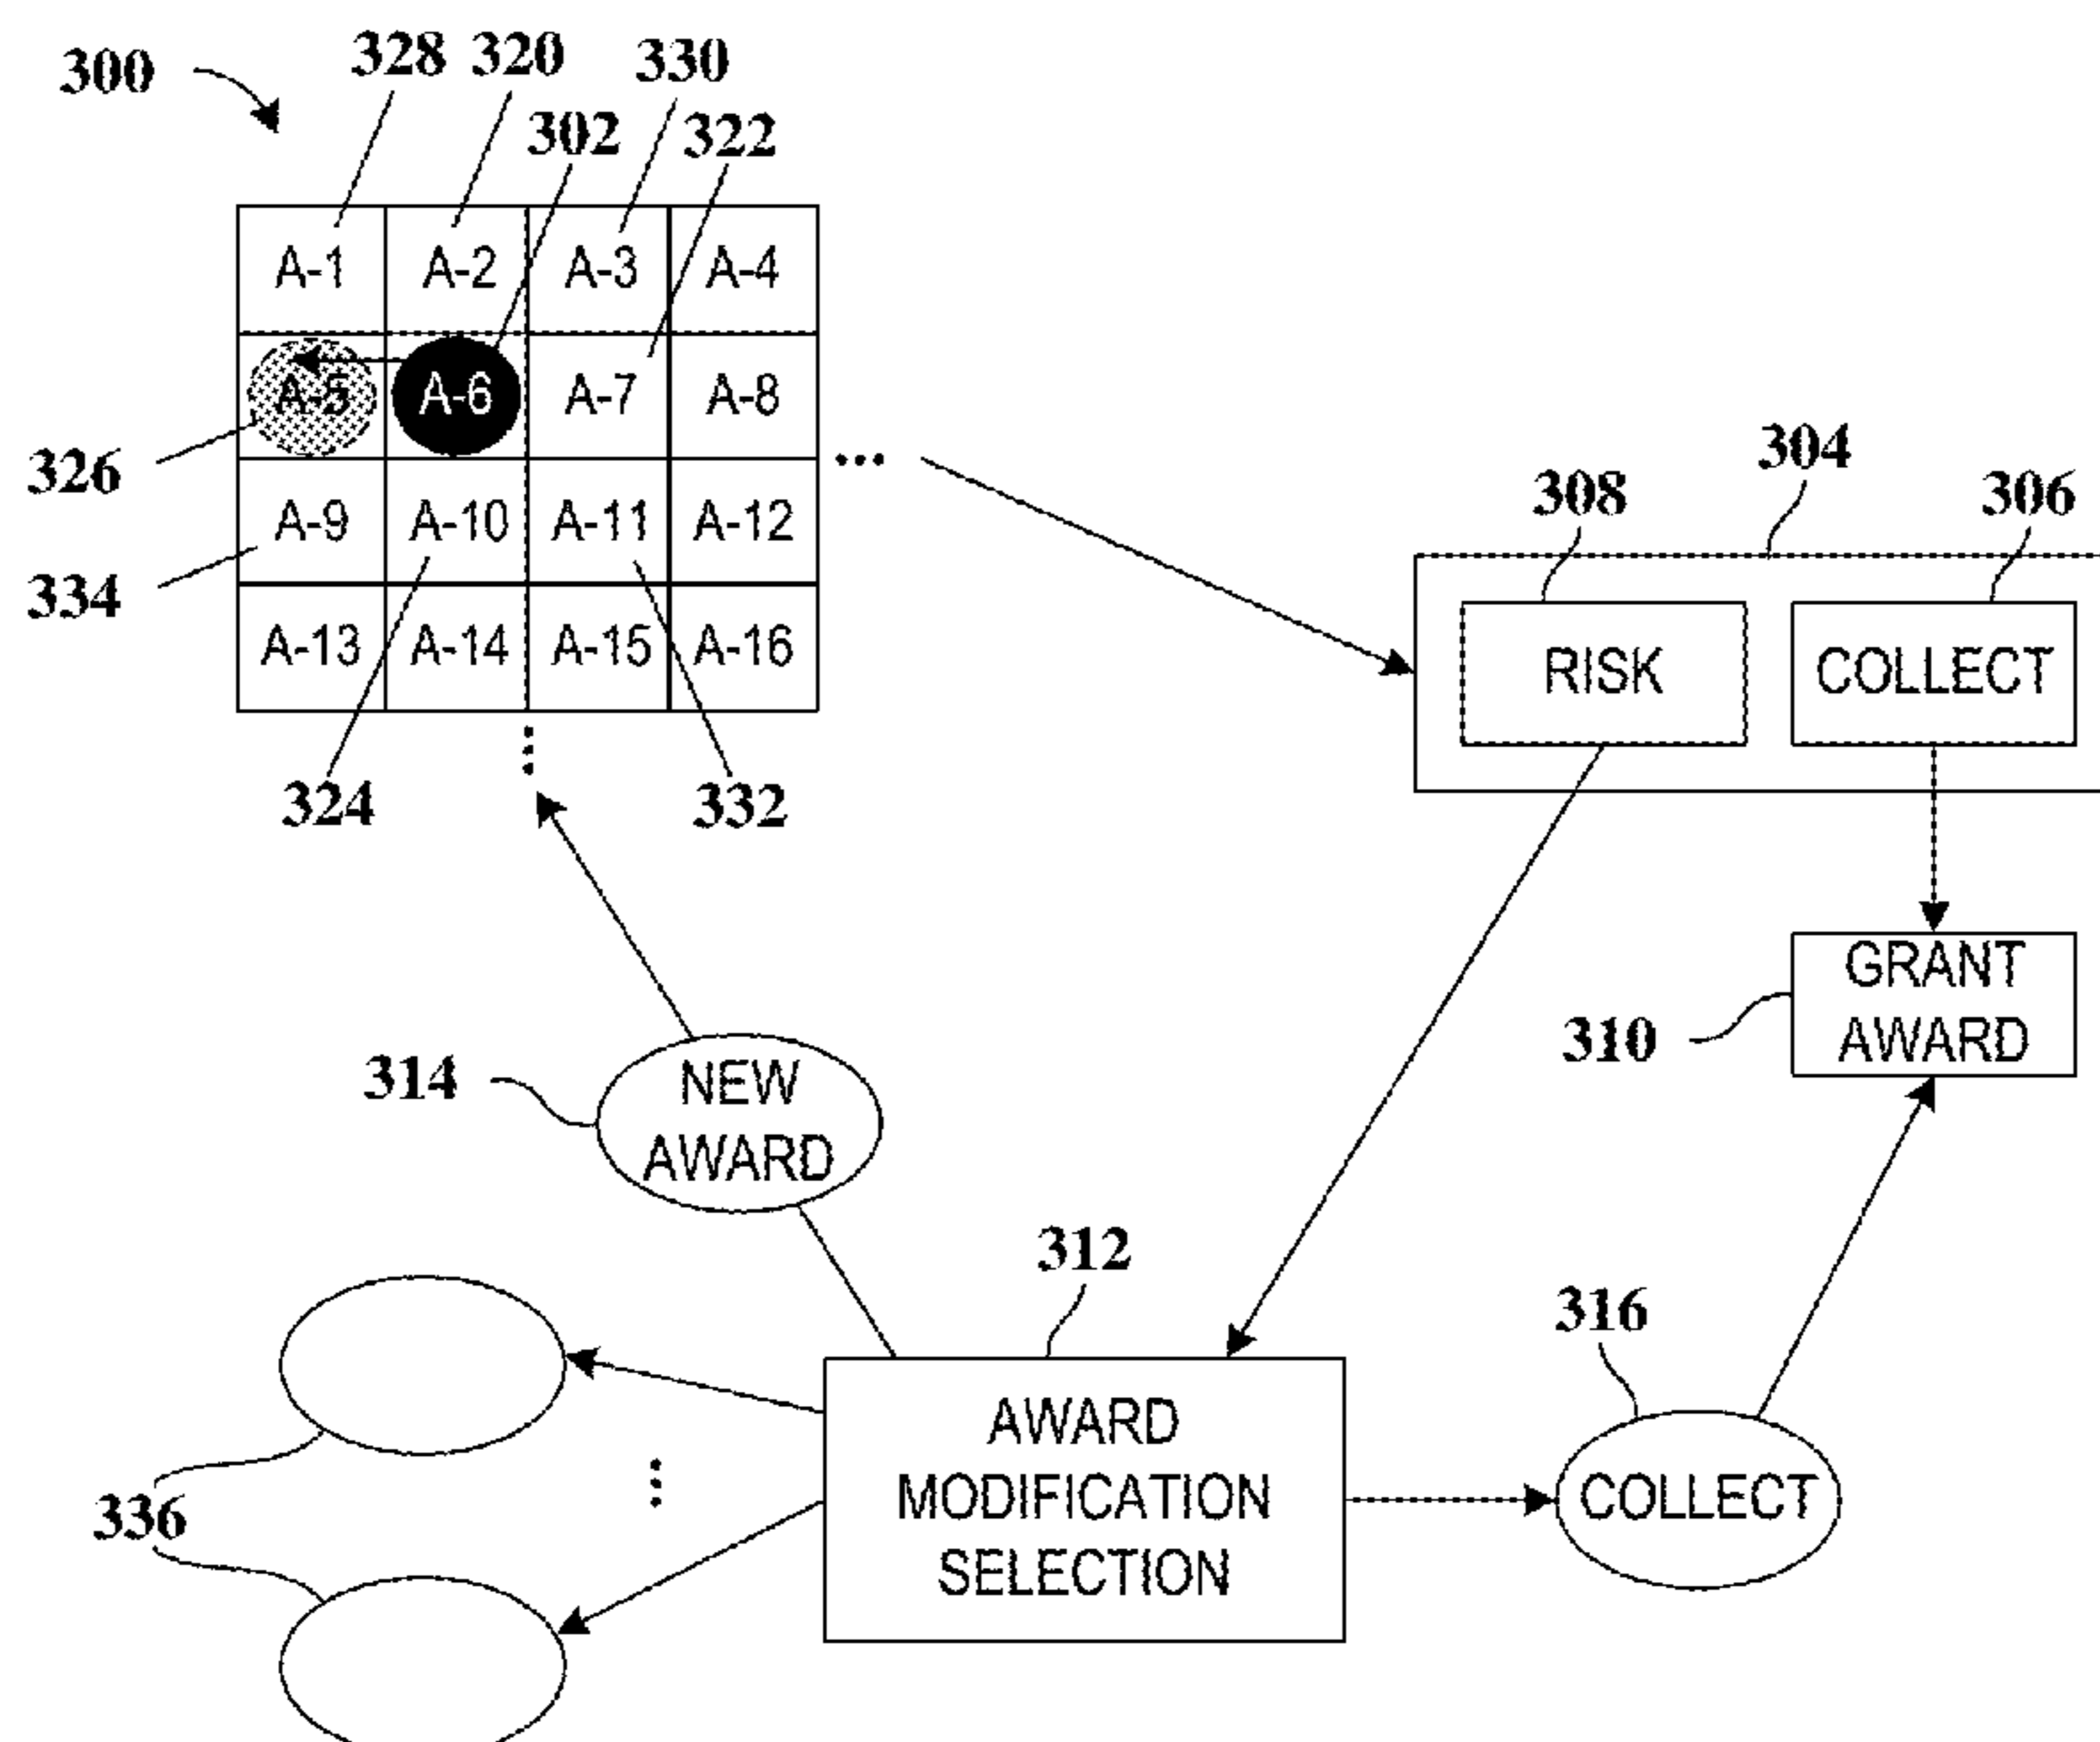 300
328 320 330
302 322
A-1 A-2 A-3 A-4
A-5 A-6 A-7 A-8
326
A-9 A-10 A-11 A-12
334
A-13 A-14 A-15 A-16
324 332
304
308 306
RISK COLLECT
GRANT
AWARD
310
314
NEW
AWARD
312
316
AWARD
MODIFICATION
SELECTION
COLLECT
336